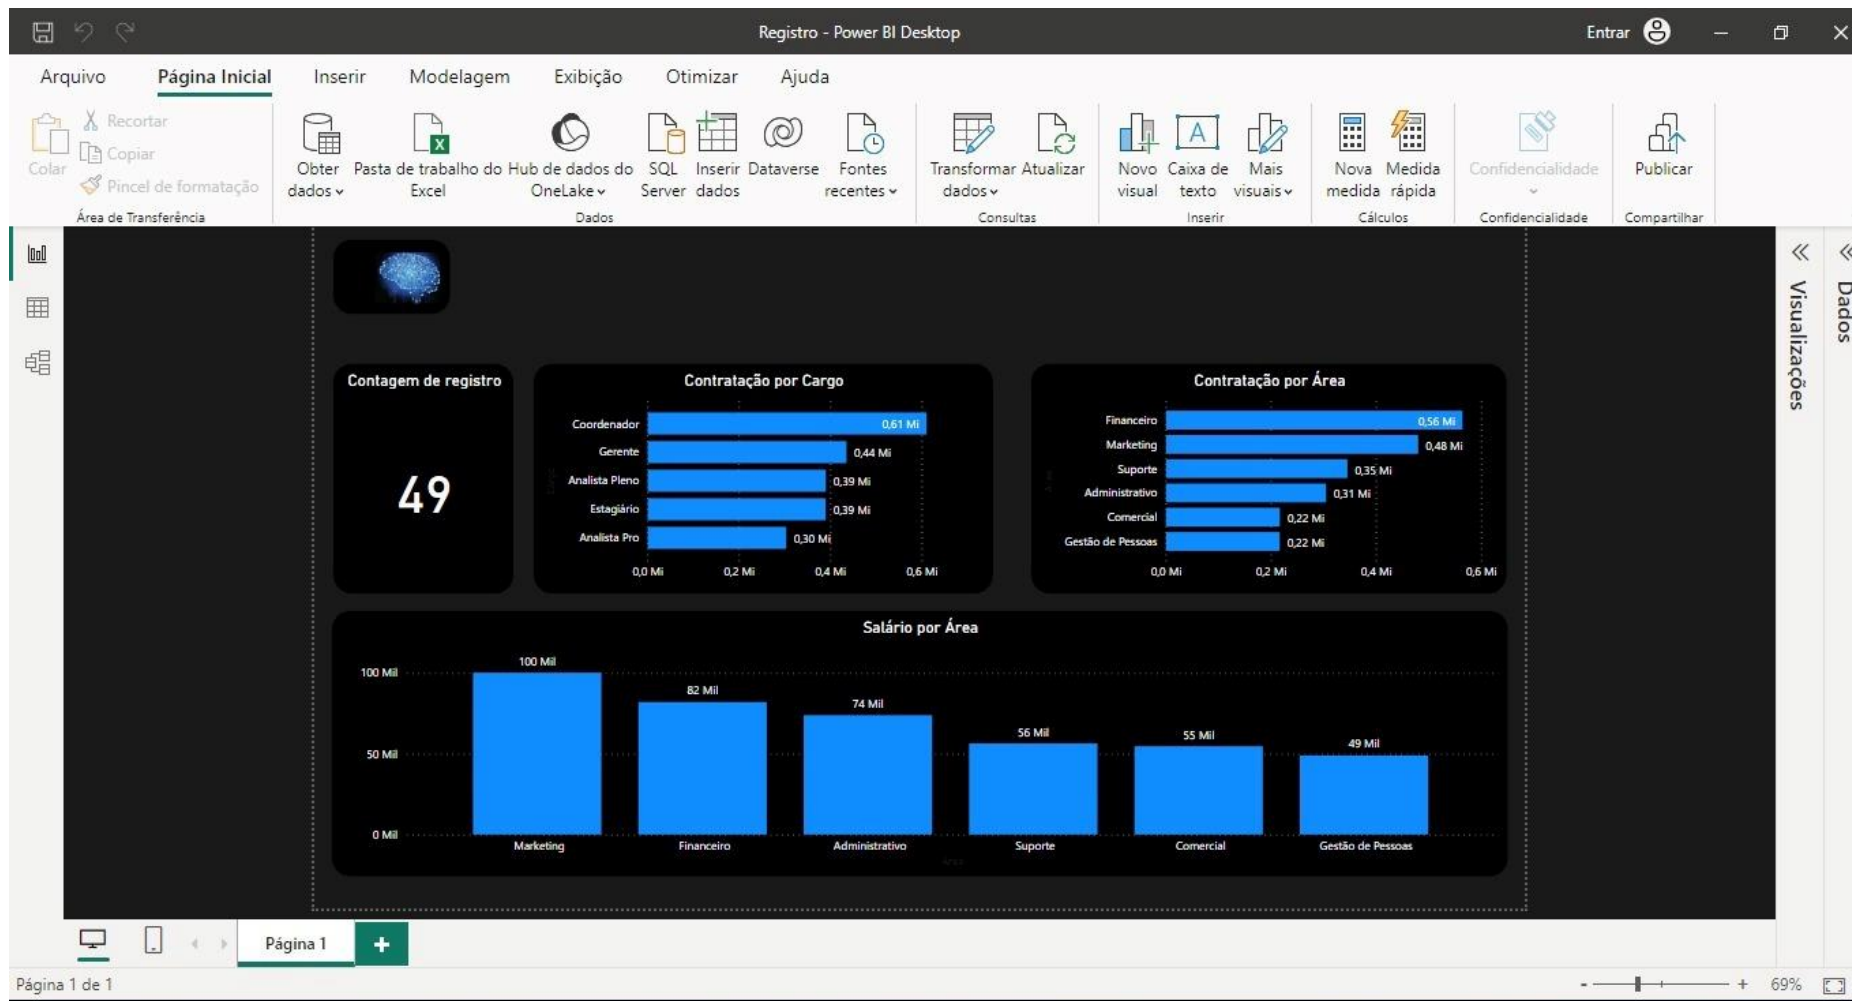 Registro - Power BI Desktop
Entrar
Arquivo
Página Inicial
Inserir
Modelagem
Exibição
Otimizar
Ajuda
Colar
Recortar
Copiar
Pincel de formatação
Área de Transferência
Obter dados
Pasta de trabalho do Excel
Hub de dados do OneLake
SQL Server
Inserir dados
Dataverse
Fontes recentes
Dados
Transformar dados
Atualizar
Consultas
Novo visual
Caixa de texto
Mais visuais
Inserir
Nova medida
Medida rápida
Cálculos
Confidencialidade
Confidencialidade
Publicar
Compartilhar
Visualizações
Dados
Contagem de registro
49
Contratação por Cargo
Coordenador 0,61 Mi
Gerente 0,44 Mi
Analista Pleno 0,39 Mi
Estagiário 0,39 Mi
Analista Pro 0,30 Mi
0,0 Mi 0,2 Mi 0,4 Mi 0,6 Mi
Contratação por Área
Financeiro 0,56 Mi
Marketing 0,48 Mi
Suporte 0,35 Mi
Administrativo 0,31 Mi
Comercial 0,22 Mi
Gestão de Pessoas 0,22 Mi
0,0 Mi 0,2 Mi 0,4 Mi 0,6 Mi
Salário por Área
100 Mil
50 Mil
0 Mil
100 Mil 82 Mil 74 Mil 56 Mil 55 Mil 49 Mil
Marketing Financeiro Administrativo Suporte Comercial Gestão de Pessoas
Página 1
Página 1 de 1
69%